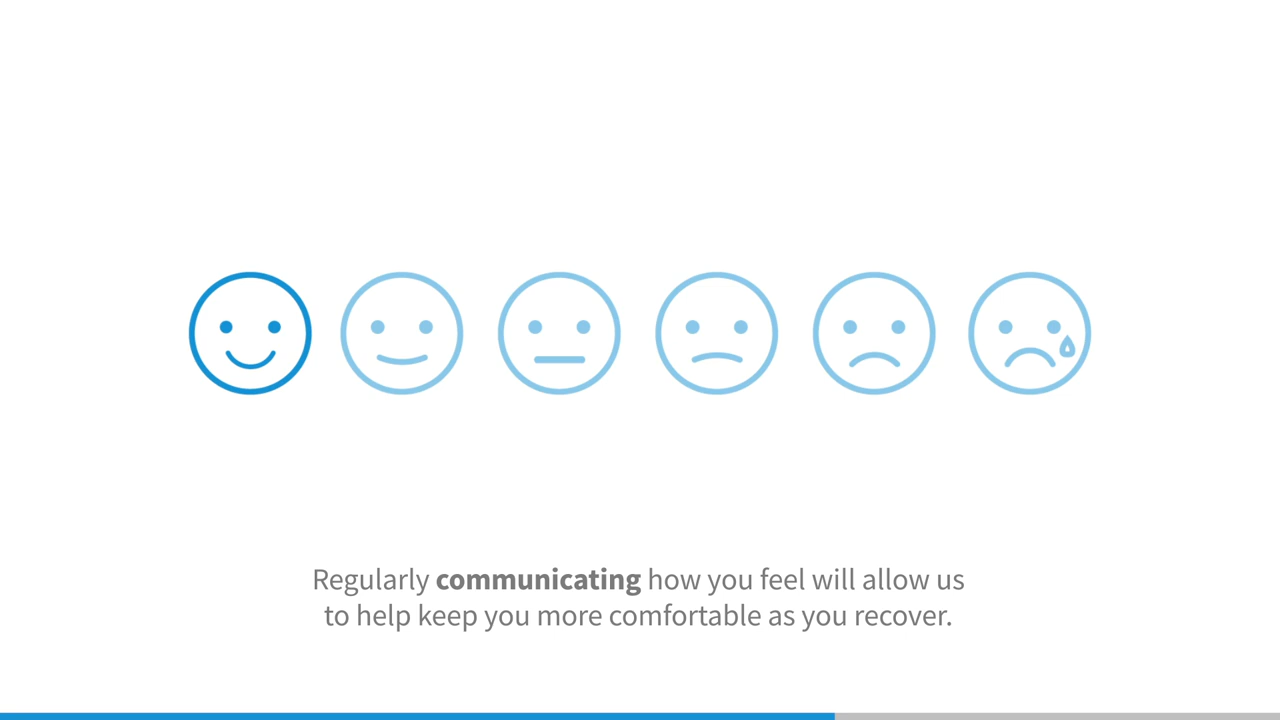 Regularly communicating how you feel will allow us
to help keep you more comfortable as you recover.